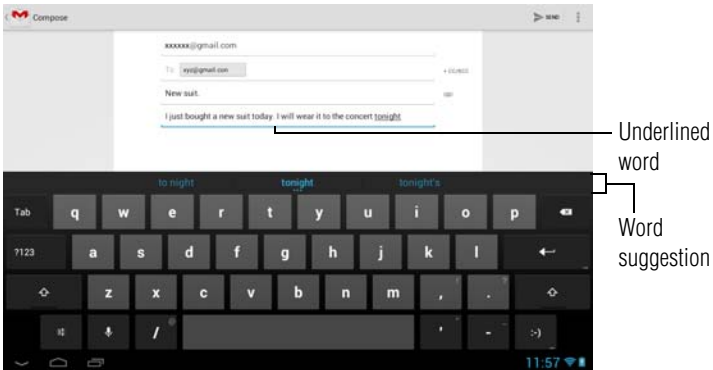 Compose
SEND
xxxxxx@gmail.com
To
xyz@gmail.com
+ CC/BCC
New suit.
I just bought a new suit today. I will wear it to the concert tonight
Underlined
word
to night tonight tonight's
Word
suggestion
Tab q w e r t y u i o p
?123 a s d f g h j k l
z x c v b n m , .
/ @ ' - :-)
11:57